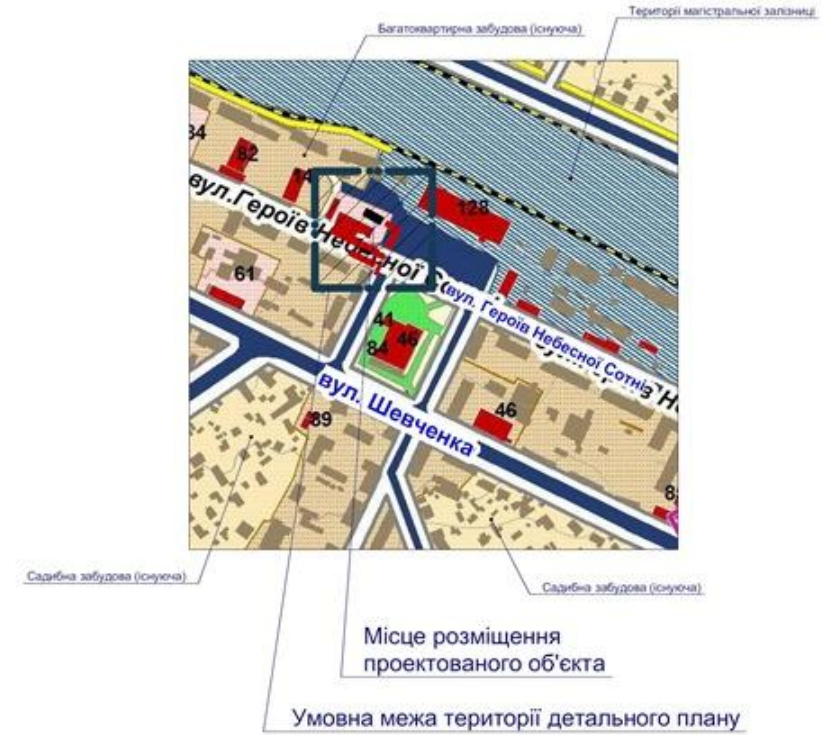 Території магістральної залізниці
Багатоквартирна забудова (існуюча)
34
82
14
128
вул.Героїв Небесної
61
вул. Героїв Небесної Сотні
44
46
84
вул. Шевченка
46
89
Садибна забудова (існуюча)
Садибна забудова (існуюча)
Місце розміщення
проектованого об'єкта
Умовна межа території детального плану